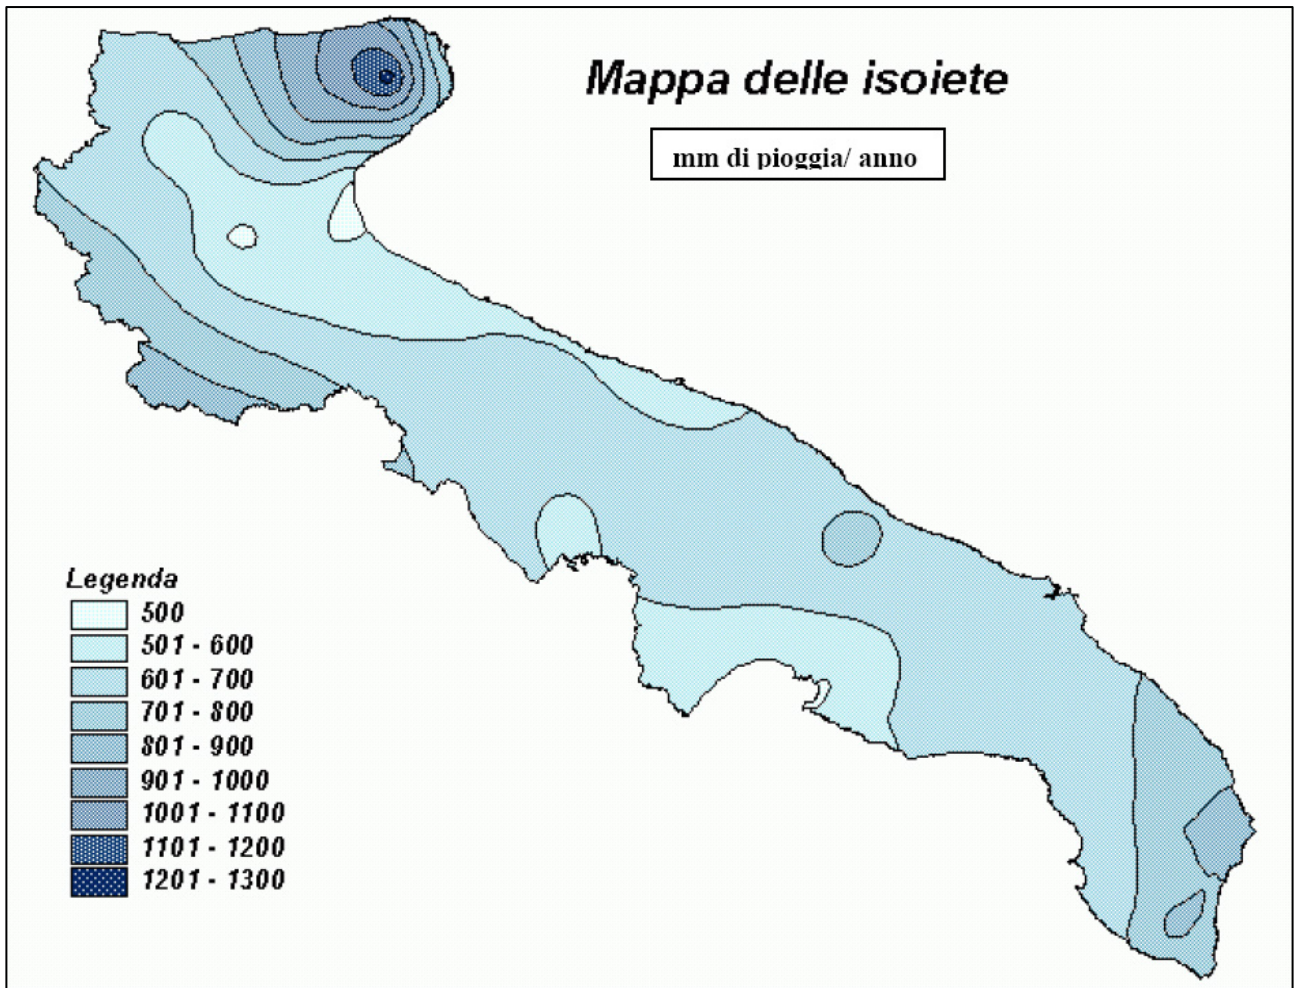 Mappa delle isoiete
mm di pioggia/ anno
Legenda
500
501 - 600
601 - 700
701 - 800
801 - 900
901 - 1000
1001 - 1100
1101 - 1200
1201 - 1300